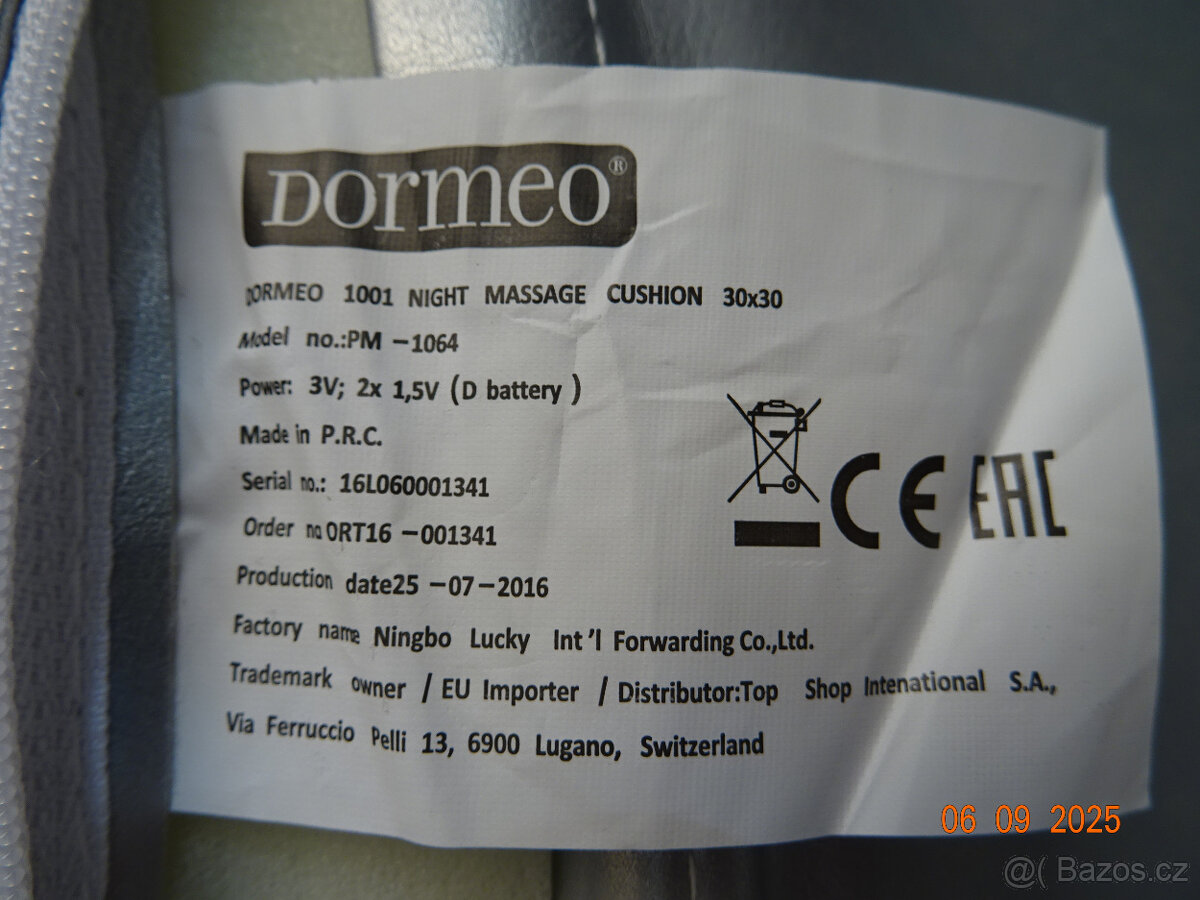 DORMEO®
DORMEO 1001 NIGHT MASSAGE CUSHION 30x30
Model no.:PM -1064
Power: 3V; 2x 1,5V (D battery )
Made in P.R.C.
Serial no.: 16L060001341
Order no ORT16 -001341
Production date25 -07-2016
Factory name Ningbo Lucky Int'l Forwarding Co.,Ltd.
Trademark owner / EU Importer / Distributor:Top Shop Intenational S.A.,
Via Ferruccio Pelli 13, 6900 Lugano, Switzerland
CE EAC
06 09 2025
@( Bazos.cz